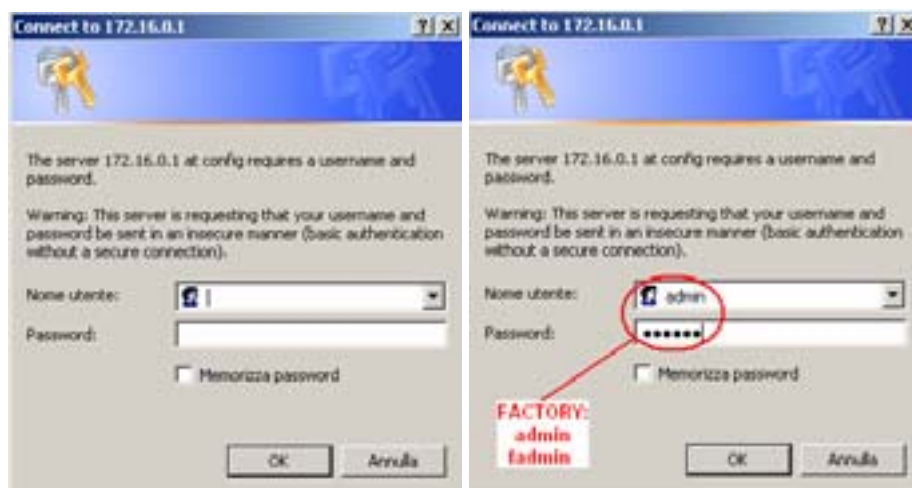 Connect to 172.16.0.1
The server 172.16.0.1 at config requires a username and
password.
Warning: This server is requesting that your username and
password be sent in an insecure manner (basic authentication
without a secure connection).
Nome utente:
Password:
Memorizza password
OK
Annulla
Connect to 172.16.0.1
The server 172.16.0.1 at config requires a username and
password.
Warning: This server is requesting that your username and
password be sent in an insecure manner (basic authentication
without a secure connection).
Nome utente: admin
Password: ••••••
Memorizza password
FACTORY:
admin
fadmin
OK
Annulla